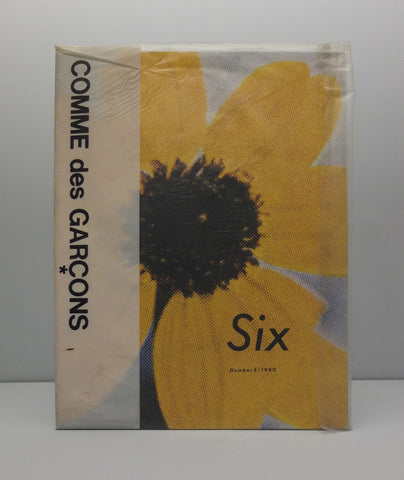 COMME des GARÇONS
Six
Number 5/1990